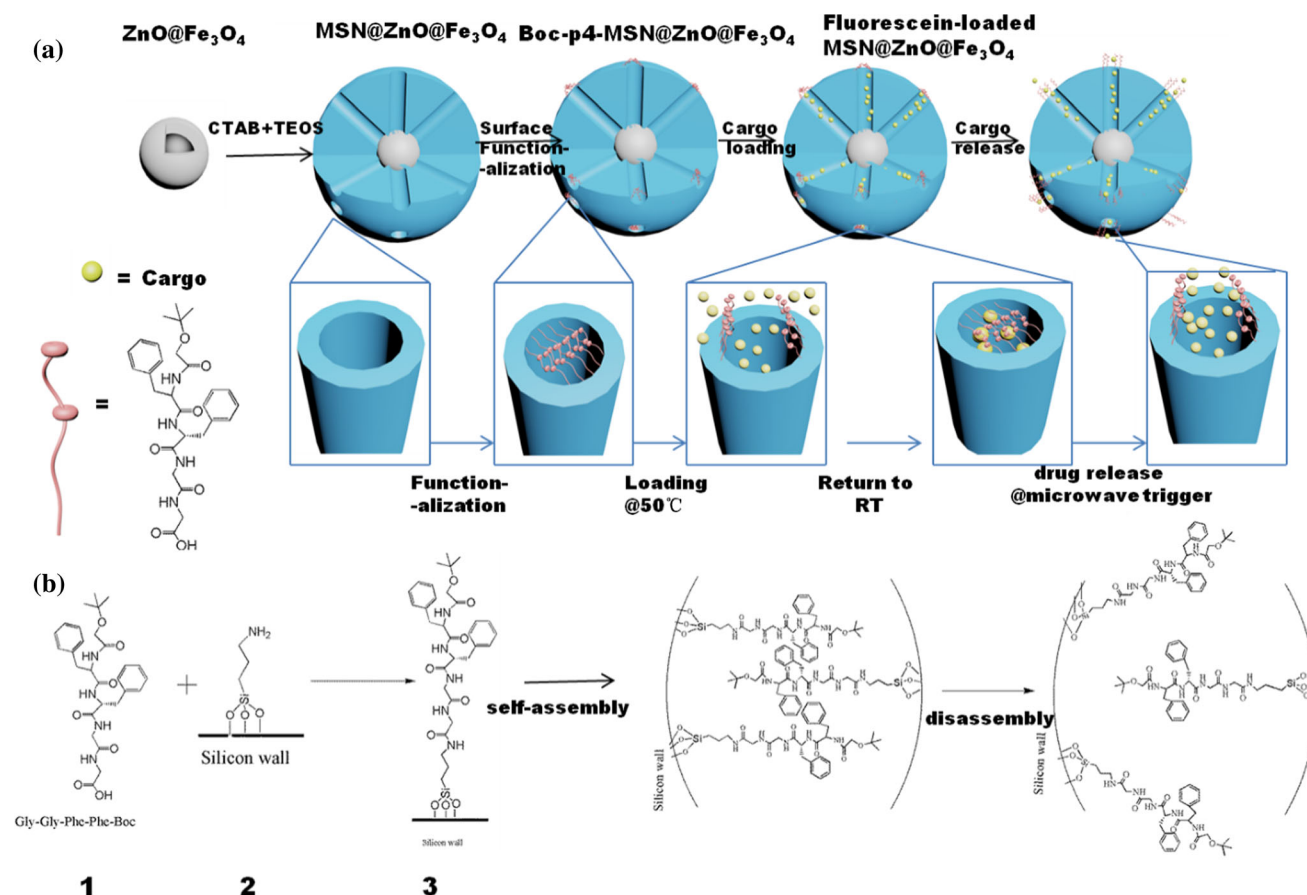 (a)
ZnO@Fe₃O₄
MSN@ZnO@Fe₃O₄
Boc-p4-MSN@ZnO@Fe₃O₄
Fluorescein-loaded
MSN@ZnO@Fe₃O₄
CTAB+TEOS
Surface
Function-
-alization
Cargo
loading
Cargo
release
= Cargo
=
Function-
-alization
Loading
@50℃
Return to
RT
drug release
@microwave trigger
(b)
+
NH₂
Si
O O O
Silicon wall
Gly-Gly-Phe-Phe-Boc
Silicon wall
self-assembly
Silicon wall
disassembly
Silicon wall
1
2
3